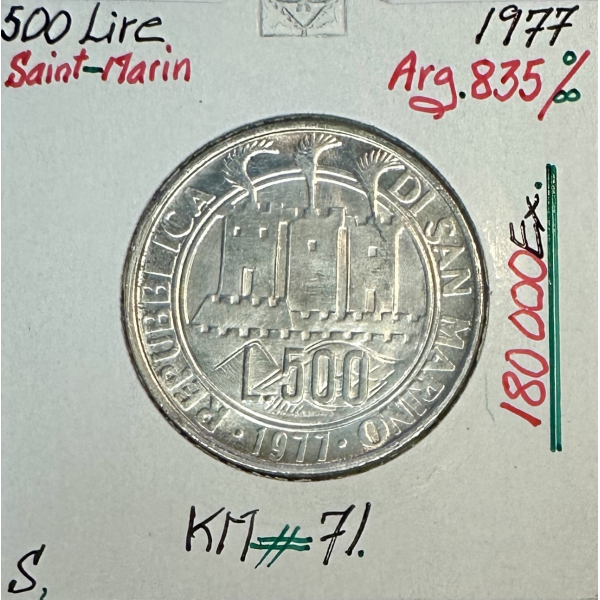 500 Lire
1977
Saint-Marin
Arg.835‰
REPUBBLICA DI SAN MARINO
L.500
· 1977 ·
180 000 Ex.
KM#71.
S,